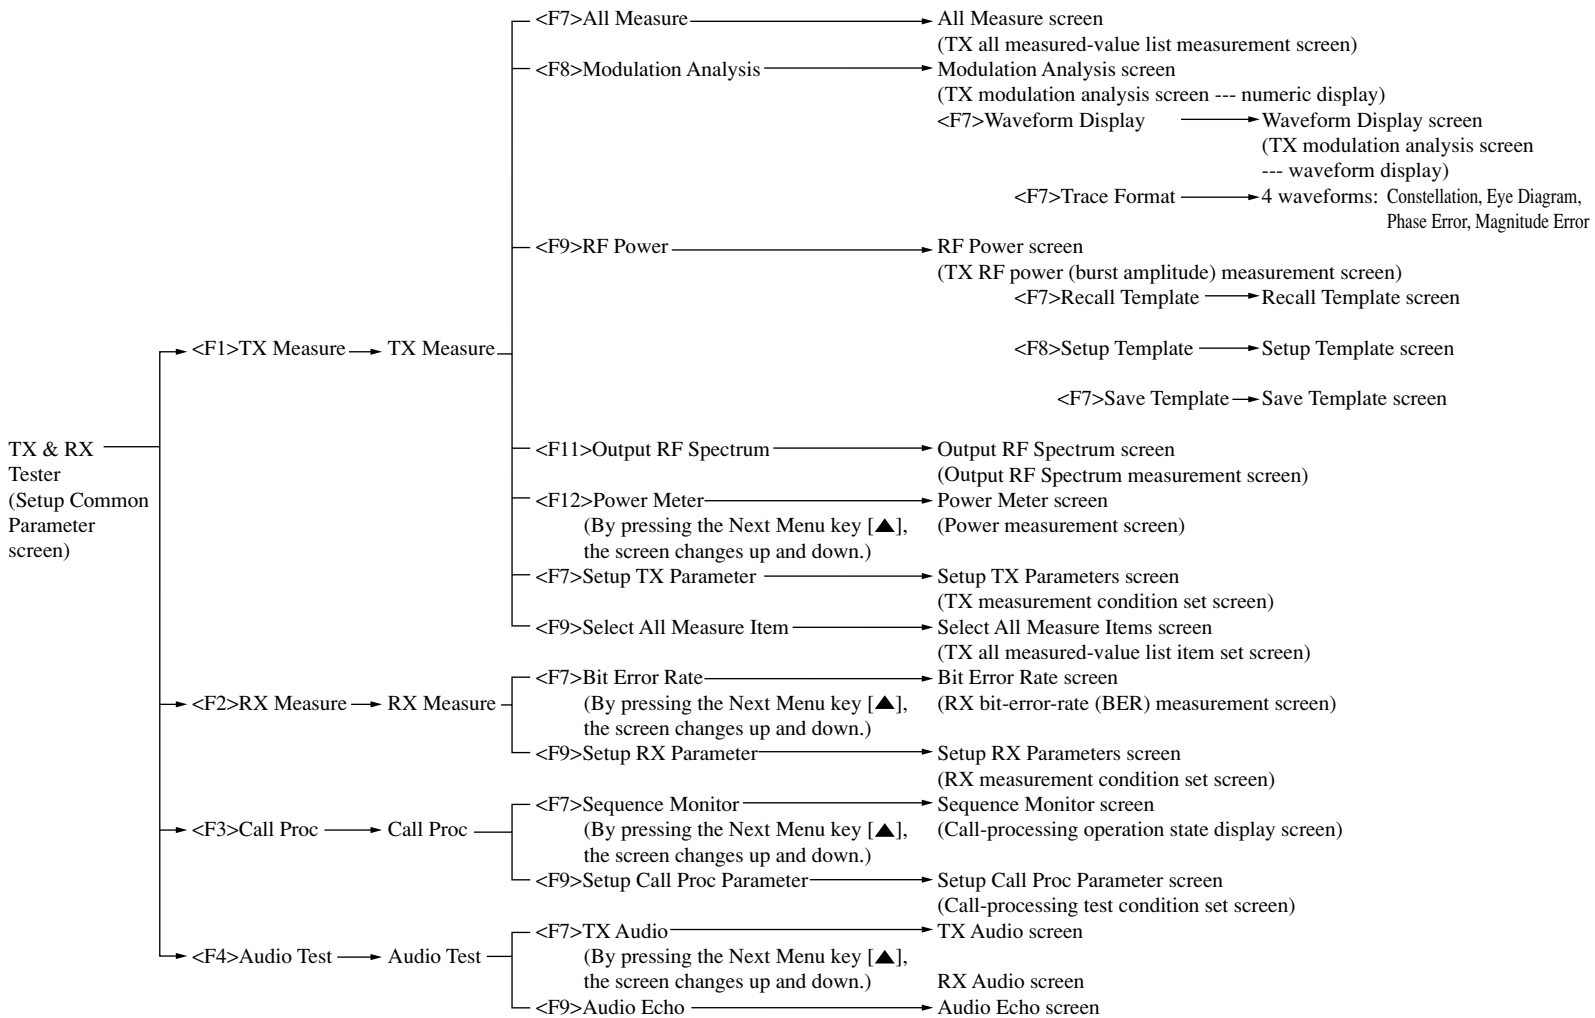 <F7>All Measure
All Measure screen
(TX all measured-value list measurement screen)
<F8>Modulation Analysis
Modulation Analysis screen
(TX modulation analysis screen --- numeric display)
<F7>Waveform Display
Waveform Display screen
(TX modulation analysis screen
--- waveform display)
<F7>Trace Format
4 waveforms: Constellation, Eye Diagram,
Phase Error, Magnitude Error
<F9>RF Power
RF Power screen
(TX RF power (burst amplitude) measurement screen)
<F7>Recall Template
Recall Template screen
<F1>TX Measure
TX Measure
<F8>Setup Template
Setup Template screen
<F7>Save Template
Save Template screen
TX & RX
Tester
(Setup Common
Parameter
screen)
<F11>Output RF Spectrum
Output RF Spectrum screen
(Output RF Spectrum measurement screen)
<F12>Power Meter
(By pressing the Next Menu key [▲],
the screen changes up and down.)
Power Meter screen
(Power measurement screen)
<F7>Setup TX Parameter
Setup TX Parameters screen
(TX measurement condition set screen)
<F9>Select All Measure Item
Select All Measure Items screen
(TX all measured-value list item set screen)
<F2>RX Measure
RX Measure
<F7>Bit Error Rate
(By pressing the Next Menu key [▲],
the screen changes up and down.)
Bit Error Rate screen
(RX bit-error-rate (BER) measurement screen)
<F9>Setup RX Parameter
Setup RX Parameters screen
(RX measurement condition set screen)
<F3>Call Proc
Call Proc
<F7>Sequence Monitor
(By pressing the Next Menu key [▲],
the screen changes up and down.)
Sequence Monitor screen
(Call-processing operation state display screen)
<F9>Setup Call Proc Parameter
Setup Call Proc Parameter screen
(Call-processing test condition set screen)
<F4>Audio Test
Audio Test
<F7>TX Audio
(By pressing the Next Menu key [▲],
the screen changes up and down.)
TX Audio screen
RX Audio screen
<F9>Audio Echo
Audio Echo screen